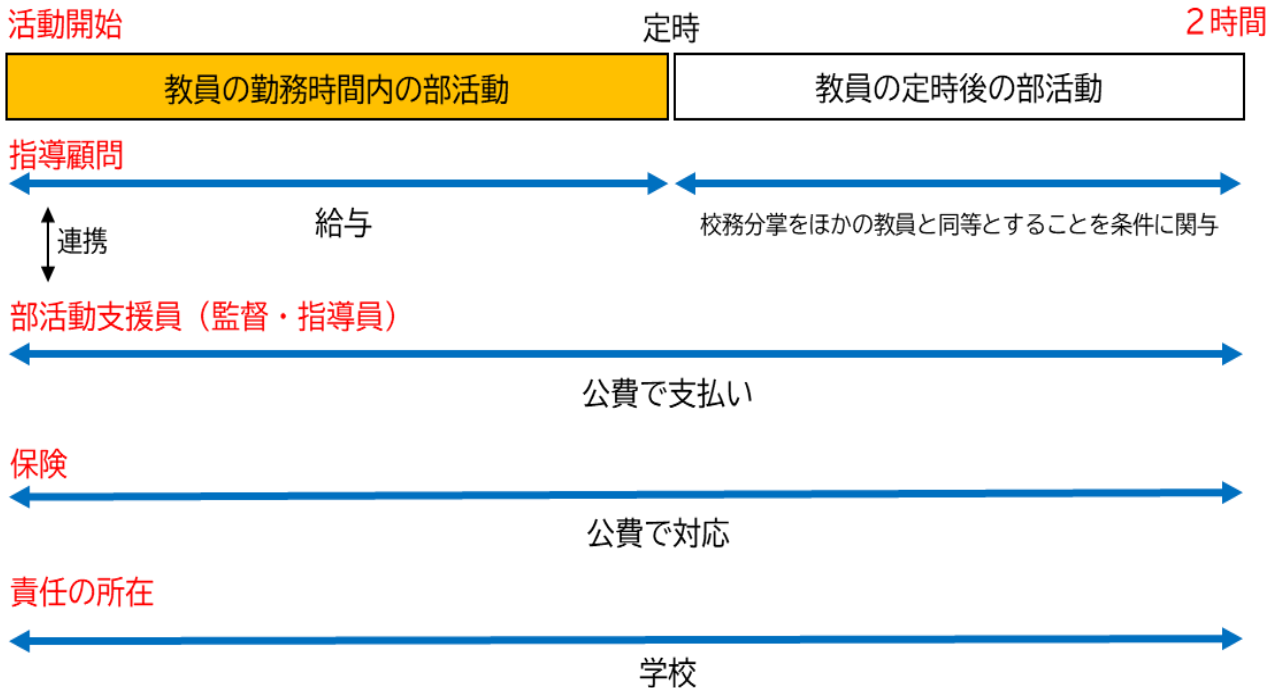 活動開始
定時
２時間
教員の勤務時間内の部活動
教員の定時後の部活動
指導顧問
給与
校務分掌をほかの教員と同等とすることを条件に関与
連携
部活動支援員（監督・指導員）
公費で支払い
保険
公費で対応
責任の所在
学校